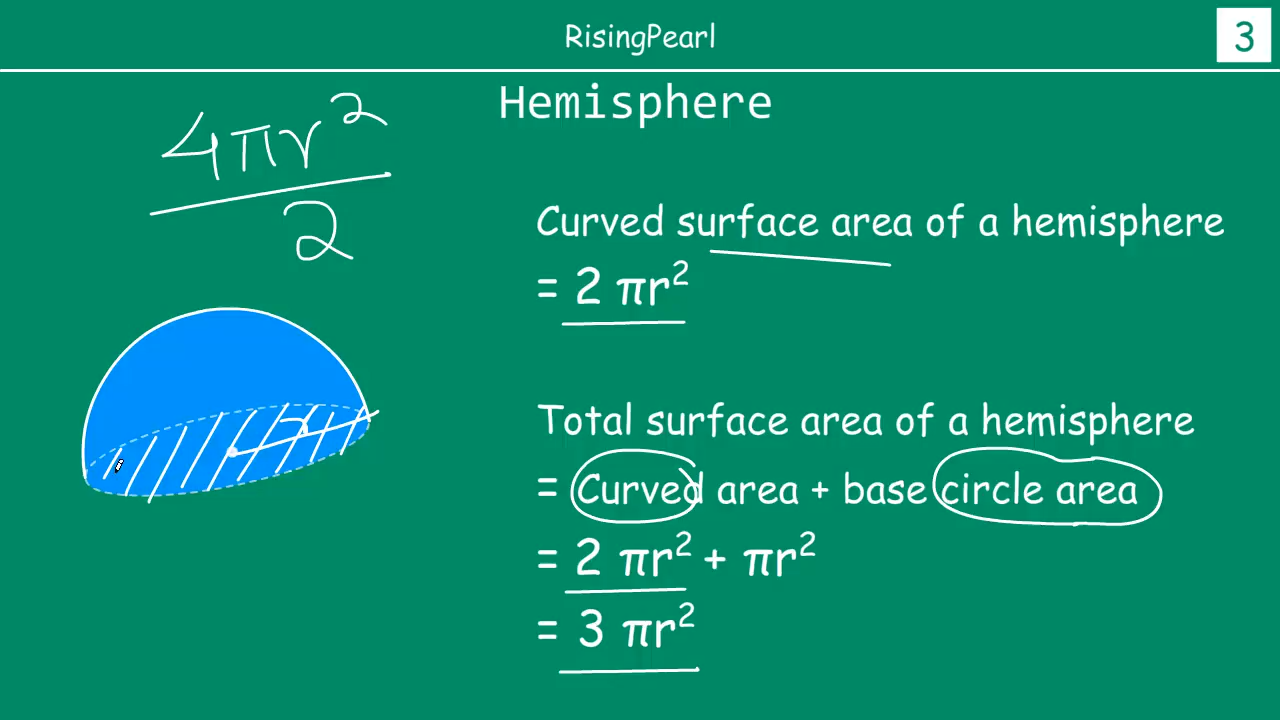 RisingPearl
3
Hemisphere
4πr²
2
Curved surface area of a hemisphere
= 2 πr²
Total surface area of a hemisphere
= Curved area + base circle area
= 2 πr² + πr²
= 3 πr²
r